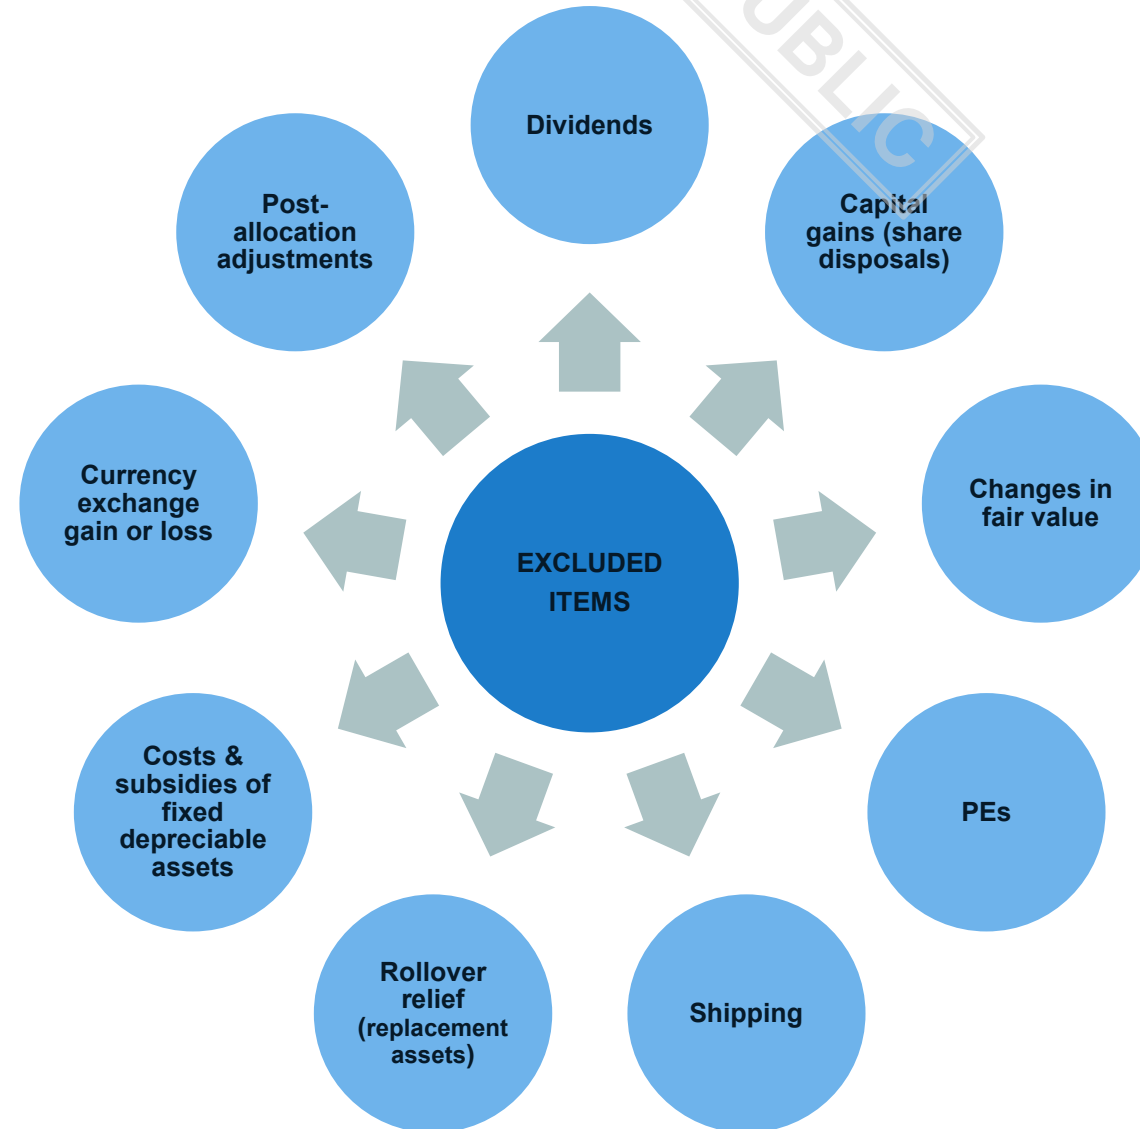 Dividends
Capital
gains (share
disposals)
Changes in
fair value
PEs
Shipping
Rollover
relief
(replacement
assets)
Costs &
subsidies of
fixed
depreciable
assets
Currency
exchange
gain or loss
Post-
allocation
adjustments
EXCLUDED
ITEMS